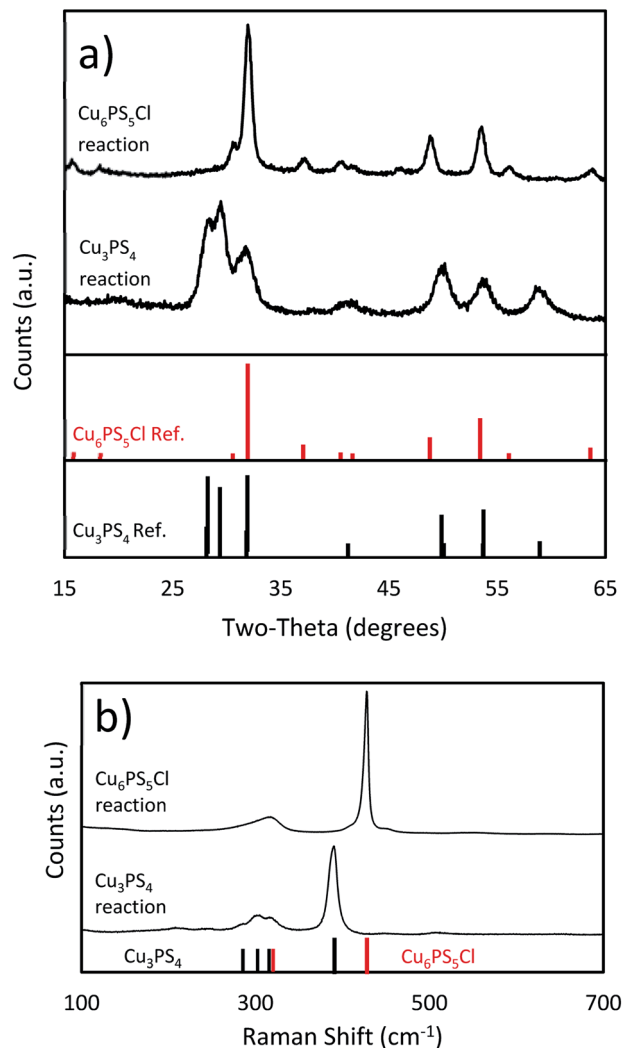 a)
Cu₆PS₅Cl
reaction
Cu₃PS₄
reaction
Counts (a.u.)
Cu₆PS₅Cl Ref.
Cu₃PS₄ Ref.
15 25 35 45 55 65
Two-Theta (degrees)
b)
Cu₆PS₅Cl
reaction
Cu₃PS₄
reaction
Counts (a.u.)
Cu₃PS₄ Cu₆PS₅Cl
100 300 500 700
Raman Shift (cm⁻¹)